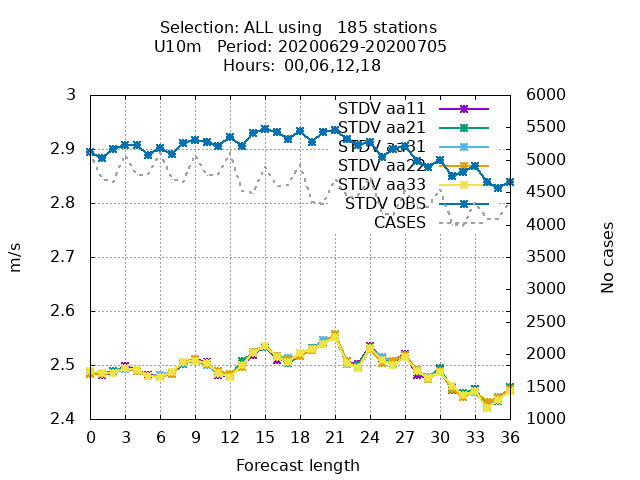 Selection: ALL using   185 stations
U10m   Period: 20200629-20200705
Hours:  00,06,12,18
3
2.9
2.8
2.7
2.6
2.5
2.4
m/s
STDV aa11
STDV aa21
STDV aa31
STDV aa22
STDV aa33
STDV OBS
CASES
6000
5500
5000
4500
4000
3500
3000
2500
2000
1500
1000
No cases
0 3 6 9 12 15 18 21 24 27 30 33 36
Forecast length